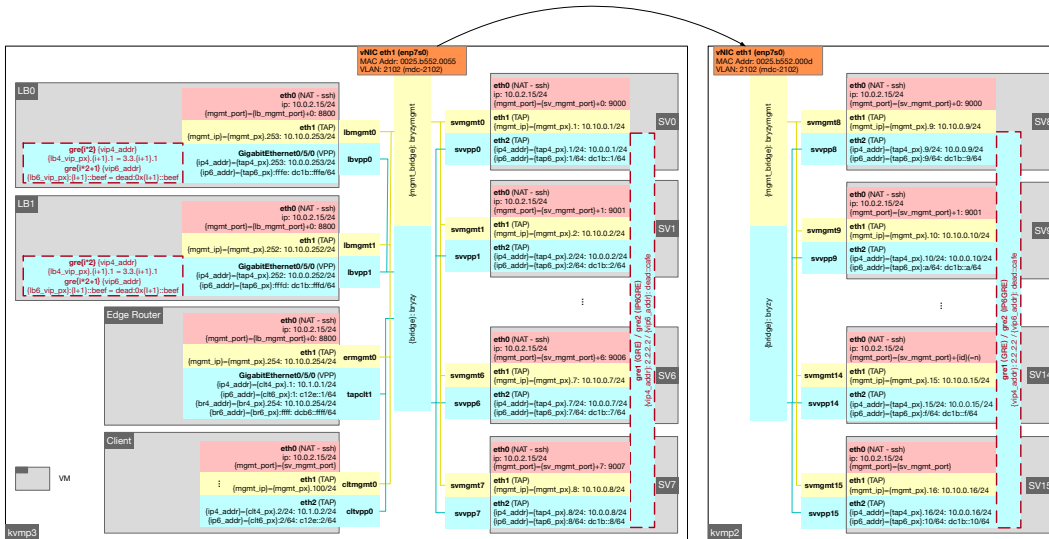 vNIC eth1 (enp7s0)
MAC Addr: 0025.b552.0055
VLAN: 2102 (mdc-2102)
LB0
eth0 (NAT - ssh)
ip: 10.0.2.15/24
{mgmt_port}={lb_mgmt_port}+0: 8800
eth1 (TAP)
{mgmt_ip}={mgmt_px}.253: 10.10.0.253/24
lbmgmt0
GigabitEthernet0/5/0 (VPP)
{ip4_addr}={tap4_px}.253: 10.0.0.253/24
{ip6_addr}={tap6_px}:fffe: dc1b::fffe/64
lbvpp0
gre{i*2} {vip4_addr}
{lb4_vip_px}.{i+1}.1 = 3.3.{i+1}.1
gre{i*2+1} {vip6_addr}
{lb6_vip_px}:{i+1}::beef = dead:0x{i+1}::beef
LB1
eth0 (NAT - ssh)
ip: 10.0.2.15/24
{mgmt_port}={lb_mgmt_port}+0: 8800
eth1 (TAP)
{mgmt_ip}={mgmt_px}.252: 10.10.0.252/24
lbmgmt1
GigabitEthernet0/5/0 (VPP)
{ip4_addr}={tap4_px}.252: 10.0.0.252/24
{ip6_addr}={tap6_px}:fffd: dc1b::fffd/64
lbvpp1
gre{i*2} {vip4_addr}
{lb4_vip_px}.{i+1}.1 = 3.3.{i+1}.1
gre{i*2+1} {vip6_addr}
{lb6_vip_px}:{i+1}::beef = dead:0x{i+1}::beef
Edge Router
eth0 (NAT - ssh)
ip: 10.0.2.15/24
{mgmt_port}={lb_mgmt_port}+0: 8800
eth1 (TAP)
{mgmt_ip}={mgmt_px}.254: 10.10.0.254/24
ermgmt0
GigabitEthernet0/5/0 (VPP)
{ip4_addr}={clt4_px}.1: 10.1.0.1/24
{ip6_addr}={clt6_px}:1: c12e::1/64
{br4_addr}={br4_px}.254: 10.0.0.254/24
{br6_addr}={br6_px}:ffff: dcb6::ffff/64
tapclt1
Client
eth0 (NAT - ssh)
ip: 10.0.2.15/24
{mgmt_port}={sv_mgmt_port}
⋮
eth1 (TAP)
{mgmt_ip}={mgmt_px}.100/24
cltmgmt0
eth2 (TAP)
{ip4_addr}={clt4_px}.2/24: 10.1.0.2/24
{ip6_addr}={clt6_px}:2/64: c12e::2/64
cltvpp0
VM
kvmp3
{mgmt_bridge}: bryzymgmt
{bridge}: bryzy
eth0 (NAT - ssh)
ip: 10.0.2.15/24
{mgmt_port}={sv_mgmt_port}+0: 9000
svmgmt0
eth1 (TAP)
{mgmt_ip}={mgmt_px}.1: 10.10.0.1/24
SV0
svvpp0
eth2 (TAP)
{ip4_addr}={tap4_px}.1/24: 10.0.0.1/24
{ip6_addr}={tap6_px}:1/64: dc1b::1/64
eth0 (NAT - ssh)
ip: 10.0.2.15/24
{mgmt_port}={sv_mgmt_port}+1: 9001
svmgmt1
eth1 (TAP)
{mgmt_ip}={mgmt_px}.2: 10.10.0.2/24
SV1
svvpp1
eth2 (TAP)
{ip4_addr}={tap4_px}.2/24: 10.0.0.2/24
{ip6_addr}={tap6_px}:2/64: dc1b::2/64
⋮
eth0 (NAT - ssh)
ip: 10.0.2.15/24
{mgmt_port}={sv_mgmt_port}+6: 9006
svmgmt6
eth1 (TAP)
{mgmt_ip}={mgmt_px}.7: 10.10.0.7/24
SV6
svvpp6
eth2 (TAP)
{ip4_addr}={tap4_px}.7/24: 10.0.0.7/24
{ip6_addr}={tap6_px}:7/64: dc1b::7/64
eth0 (NAT - ssh)
ip: 10.0.2.15/24
{mgmt_port}={sv_mgmt_port}+7: 9007
svmgmt7
eth1 (TAP)
{mgmt_ip}={mgmt_px}.8: 10.10.0.8/24
SV7
svvpp7
eth2 (TAP)
{ip4_addr}={tap4_px}.8/24: 10.0.0.8/24
{ip6_addr}={tap6_px}:8/64: dc1b::8/64
gre1 (GRE) / gre2 (IP6GRE)
{vip4_addr}: 2.2.2.2 / {vip6_addr}: dead::cafe
vNIC eth1 (enp7s0)
MAC Addr: 0025.b552.000d
VLAN: 2102 (mdc-2102)
{mgmt_bridge}: bryzymgmt
{bridge}: bryzy
eth0 (NAT - ssh)
ip: 10.0.2.15/24
{mgmt_port}={sv_mgmt_port}+0: 9000
svmgmt8
eth1 (TAP)
{mgmt_ip}={mgmt_px}.9: 10.10.0.9/24
SV8
svvpp8
eth2 (TAP)
{ip4_addr}={tap4_px}.9/24: 10.0.0.9/24
{ip6_addr}={tap6_px}:9/64: dc1b::9/64
eth0 (NAT - ssh)
ip: 10.0.2.15/24
{mgmt_port}={sv_mgmt_port}+1: 9001
svmgmt9
eth1 (TAP)
{mgmt_ip}={mgmt_px}.10: 10.10.0.10/24
SV9
svvpp9
eth2 (TAP)
{ip4_addr}={tap4_px}.10/24: 10.0.0.10/24
{ip6_addr}={tap6_px}:a/64: dc1b::a/64
⋮
eth0 (NAT - ssh)
ip: 10.0.2.15/24
{mgmt_port}={sv_mgmt_port}+{id}(=n)
svmgmt14
eth1 (TAP)
{mgmt_ip}={mgmt_px}.15: 10.10.0.15/24
SV14
svvpp14
eth2 (TAP)
{ip4_addr}={tap4_px}.15/24: 10.0.0.15/24
{ip6_addr}={tap6_px}:f/64: dc1b::f/64
eth0 (NAT - ssh)
ip: 10.0.2.15/24
{mgmt_port}={sv_mgmt_port}
svmgmt15
eth1 (TAP)
{mgmt_ip}={mgmt_px}.16: 10.10.0.16/24
SV15
svvpp15
eth2 (TAP)
{ip4_addr}={tap4_px}.16/24: 10.0.0.16/24
{ip6_addr}={tap6_px}:10/64: dc1b::10/64
gre1 (GRE) / gre2 (IP6GRE)
{vip4_addr}: 2.2.2.2 / {vip6_addr}: dead::cafe
kvmp2